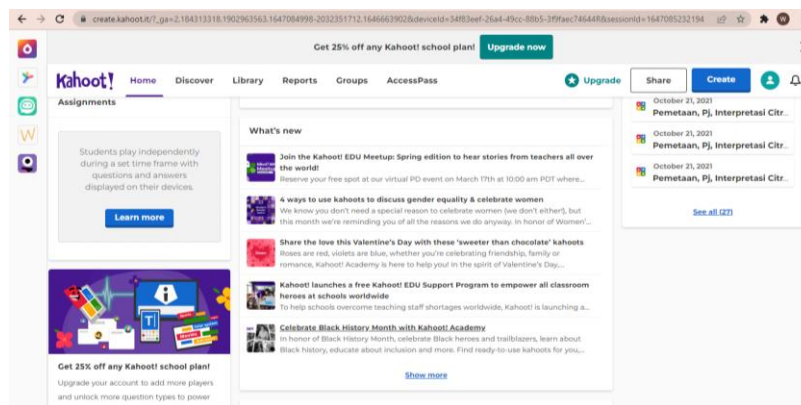 create.kahoot.it/?_ga=2.184313318.1902963563.1647084998-2032351712.1646663902&deviceId=34f83eef-26a4-49cc-88b5-3f9faec74644R&sessionId=1647085232194
Get 25% off any Kahoot! school plan!
Upgrade now
Kahoot!
Home
Discover
Library
Reports
Groups
AccessPass
Upgrade
Share
Create
Assignments
Students play independently
during a set time frame with
questions and answers
displayed on their devices.
Learn more
Get 25% off any Kahoot! school plan!
Upgrade your account to add more players
and unlock more question types to power
What's new
Join the Kahoot! EDU Meetup: Spring edition to hear stories from teachers all over
the world!
Reserve your free spot at our virtual PD event on March 17th at 10:00 am PDT where...
4 ways to use kahoots to discuss gender equality & celebrate women
We know you don't need a special reason to celebrate women (we don't either!), but
this month we're reminding you of all the reasons we do anyway. In honor of Women'...
Share the love this Valentine's Day with these 'sweeter than chocolate' kahoots
Roses are red, violets are blue, whether you're celebrating friendship, family or
romance, Kahoot! Academy is here to help you! In the spirit of Valentine's Day,...
Kahoot! launches a free Kahoot! EDU Support Program to empower all classroom
heroes at schools worldwide
To help schools overcome teaching staff shortages worldwide, Kahoot! is launching a...
Celebrate Black History Month with Kahoot! Academy
In honor of Black History Month, celebrate Black heroes and trailblazers, learn about
Black history, educate about inclusion and more. Find ready-to-use kahoots for you,...
Show more
October 21, 2021
Pemetaan, Pj, Interpretasi Citr...
October 21, 2021
Pemetaan, Pj, Interpretasi Citr...
October 21, 2021
Pemetaan, Pj, Interpretasi Citr...
See all (27)